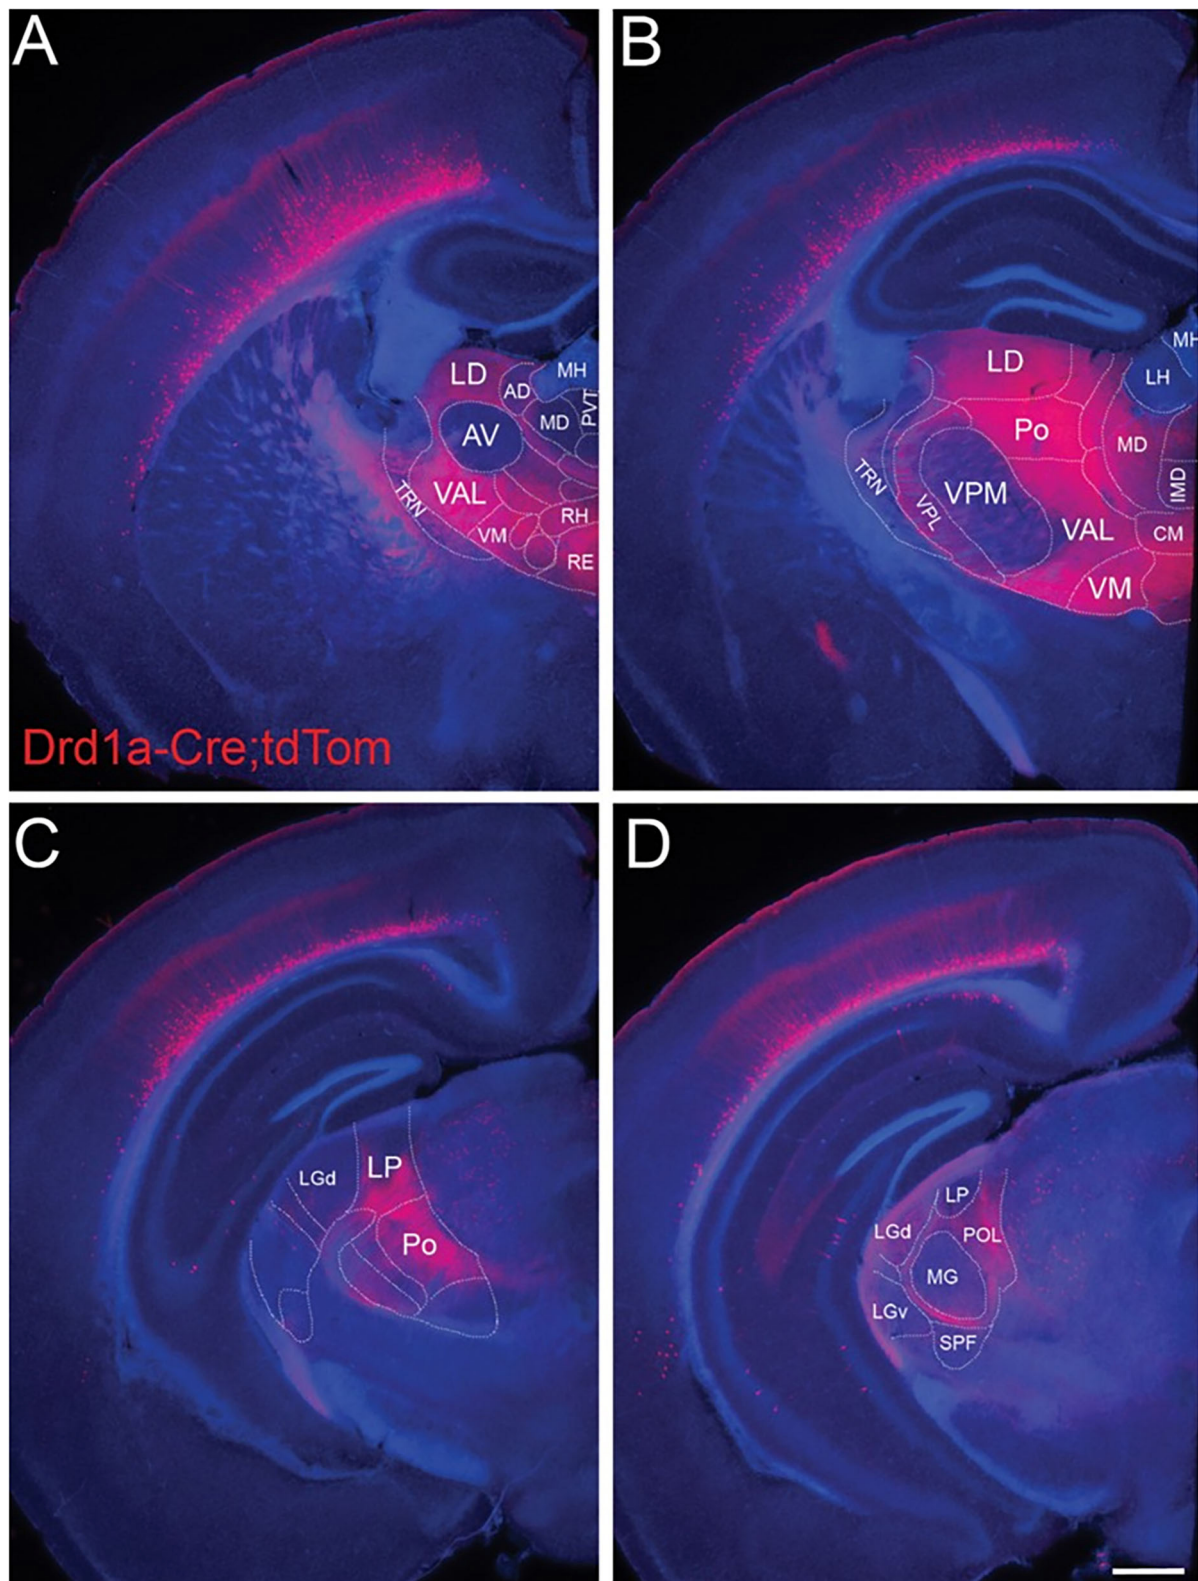 A
LD
AD
MH
MD
PVT
AV
VAL
TRN
VM
RH
RE
Drd1a-Cre;tdTom
B
MH
LD
LH
Po
MD
IMD
TRN
VPL
VPM
VAL
CM
VM
C
LGd
LP
Po
D
LP
LGd
POL
MG
LGv
SPF